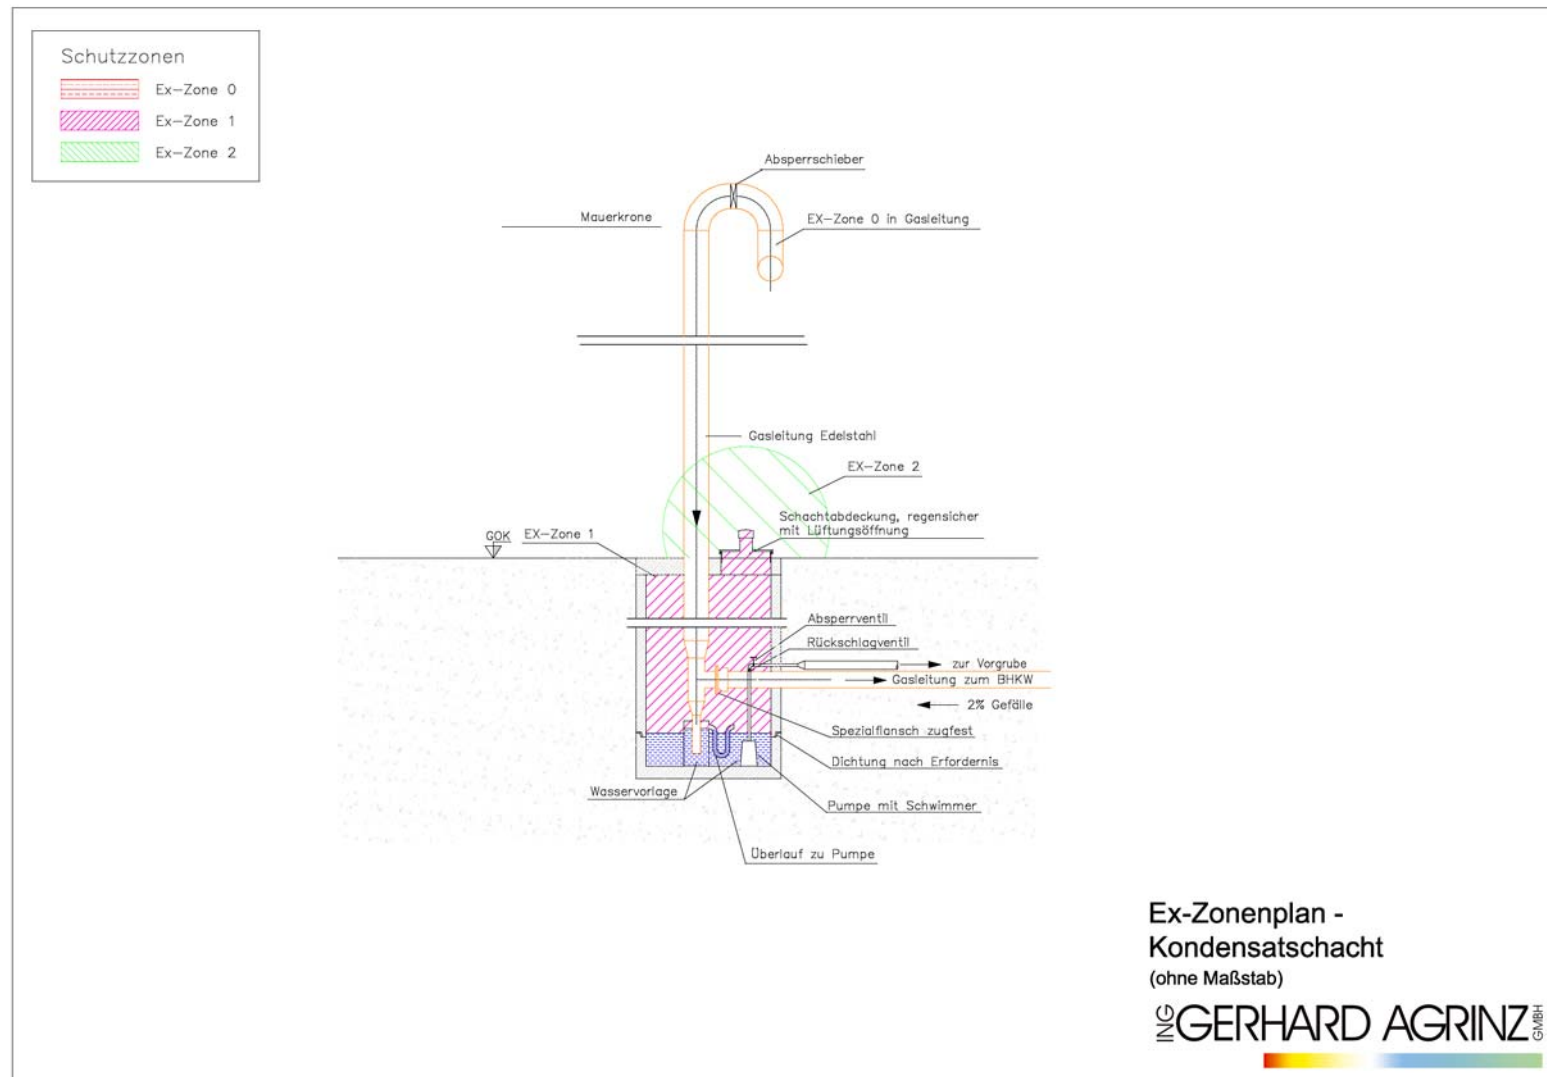 Schutzzonen
Ex-Zone 0
Ex-Zone 1
Ex-Zone 2
Absperrschieber
Mauerkrone
EX-Zone 0 in Gasleitung
Gasleitung Edelstahl
EX-Zone 2
Schachtabdeckung, regensicher
mit Lüftungsöffnung
GOK
EX-Zone 1
Absperrventil
Rückschlagventil
zur Vorgrube
Gasleitung zum BHKW
2% Gefälle
Spezialflansch zugfest
Dichtung nach Erfordernis
Wasservorlage
Pumpe mit Schwimmer
Überlauf zu Pumpe
Ex-Zonenplan -
Kondensatschacht
(ohne Maßstab)
ING GERHARD AGRINZ GMBH